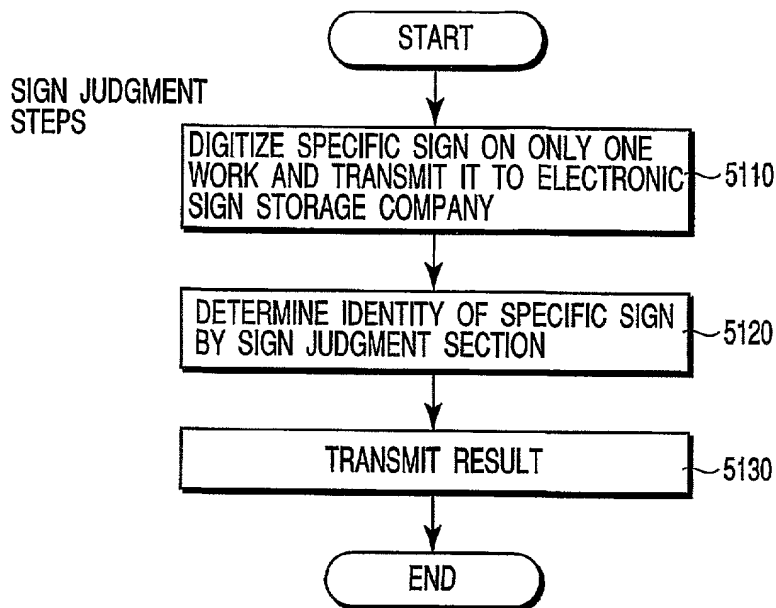 START
SIGN JUDGMENT
STEPS
DIGITIZE SPECIFIC SIGN ON ONLY ONE
WORK AND TRANSMIT IT TO ELECTRONIC
SIGN STORAGE COMPANY
5110
DETERMINE IDENTITY OF SPECIFIC SIGN
BY SIGN JUDGMENT SECTION
5120
TRANSMIT RESULT
5130
END